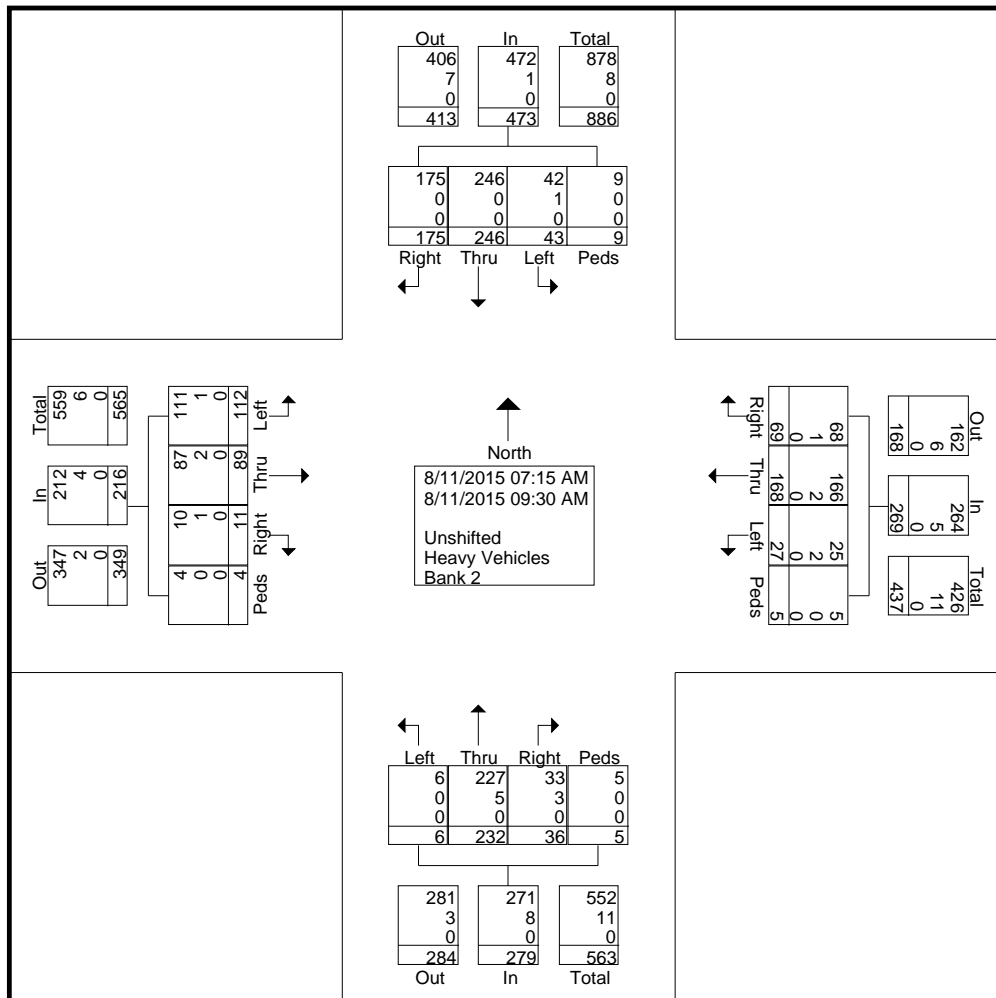 Out In Total
406 472 878
7 1 8
0 0 0
413 473 886
175 246 42 9
0 0 1 0
0 0 0 0
175 246 43 9
Right Thru Left Peds
Total
559 6 0 565
In
212 4 0 216
Out
347 2 0 349
111 1 0 112
Left
87 2 0 89
Thru
10 1 0 11
Right
4 0 0 4
Peds
North
8/11/2015 07:15 AM
8/11/2015 09:30 AM
Unshifted
Heavy Vehicles
Bank 2
Right
68 1 0 69
Thru
166 2 0 168
Left
25 2 0 27
Peds
5 0 0 5
Out
162 6 0 168
In
264 5 0 269
Total
426 11 0 437
Left Thru Right Peds
6 227 33 5
0 5 3 0
0 0 0 0
6 232 36 5
281 271 552
3 8 11
0 0 0
284 279 563
Out In Total